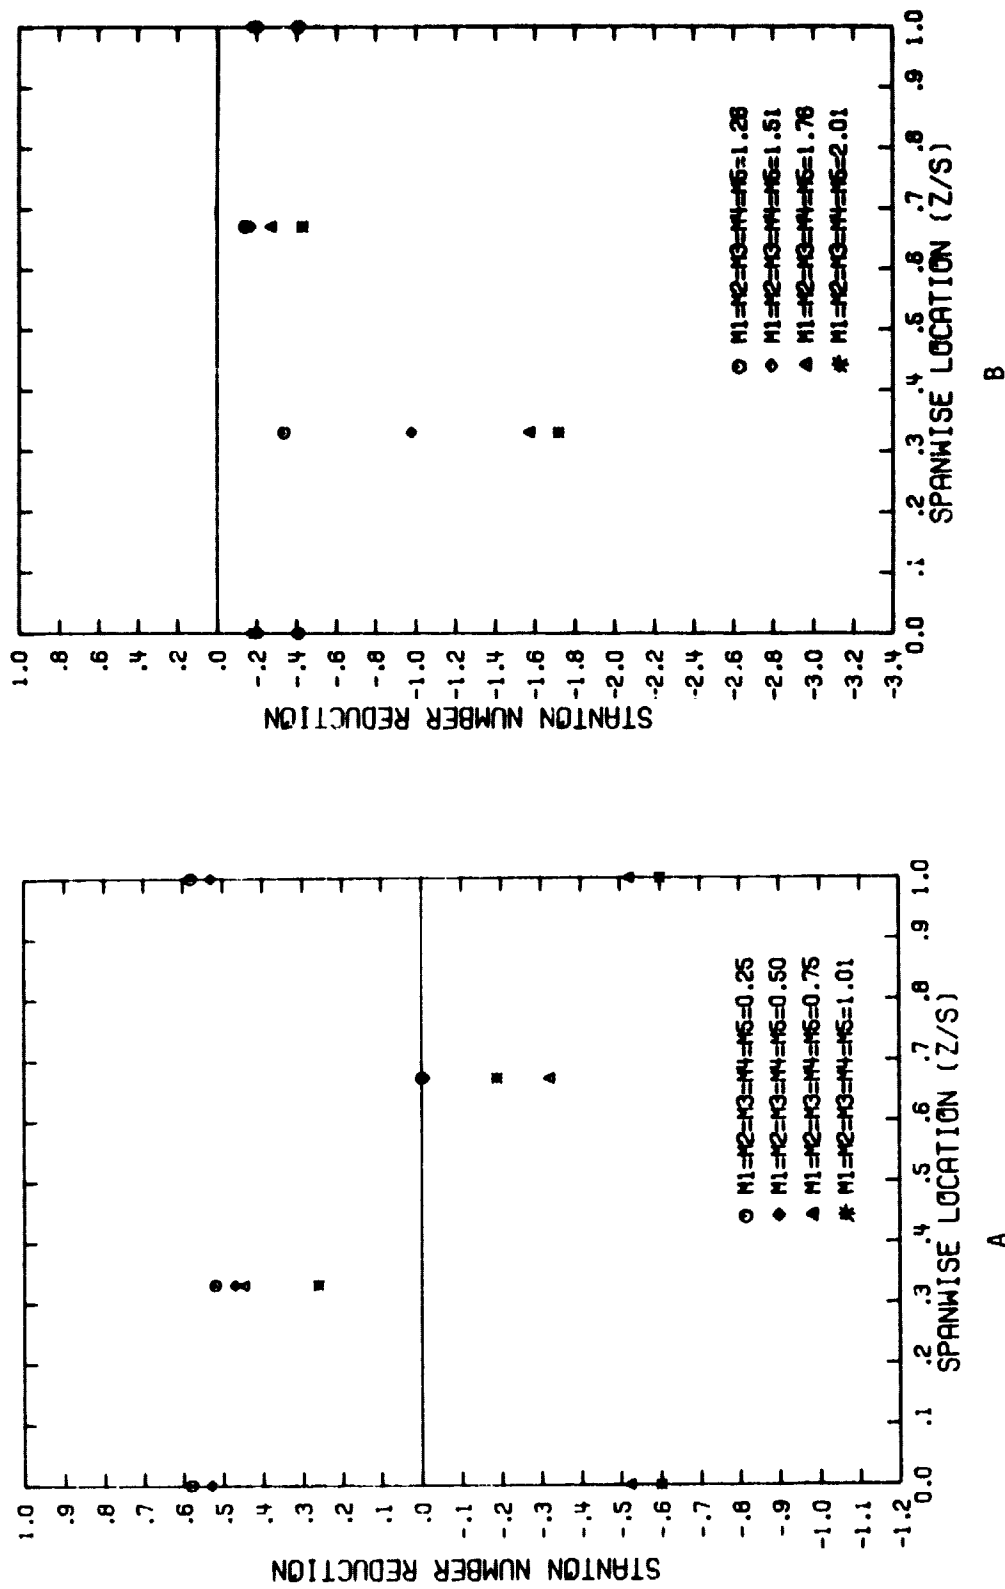 1.0
.9
.8
.7
.6
.5
.4
.3
.2
.1
.0
-.1
-.2
-.3
-.4
-.5
-.6
-.7
-.8
-.9
-1.0
-1.1
-1.2
STANTON NUMBER REDUCTION
0.0 .1 .2 .3 .4 .5 .6 .7 .8 .9 1.0
SPANWISE LOCATION (Z/S)
M1=M2=M3=M4=M5=0.25
M1=M2=M3=M4=M5=0.50
M1=M2=M3=M4=M5=0.75
M1=M2=M3=M4=M5=1.01
A
1.0
.8
.6
.4
.2
.0
-.2
-.4
-.6
-.8
-1.0
-1.2
-1.4
-1.6
-1.8
-2.0
-2.2
-2.4
-2.6
-2.8
-3.0
-3.2
-3.4
STANTON NUMBER REDUCTION
0.0 .1 .2 .3 .4 .5 .6 .7 .8 .9 1.0
SPANWISE LOCATION (Z/S)
M1=M2=M3=M4=M5=1.26
M1=M2=M3=M4=M5=1.51
M1=M2=M3=M4=M5=1.76
M1=M2=M3=M4=M5=2.01
B